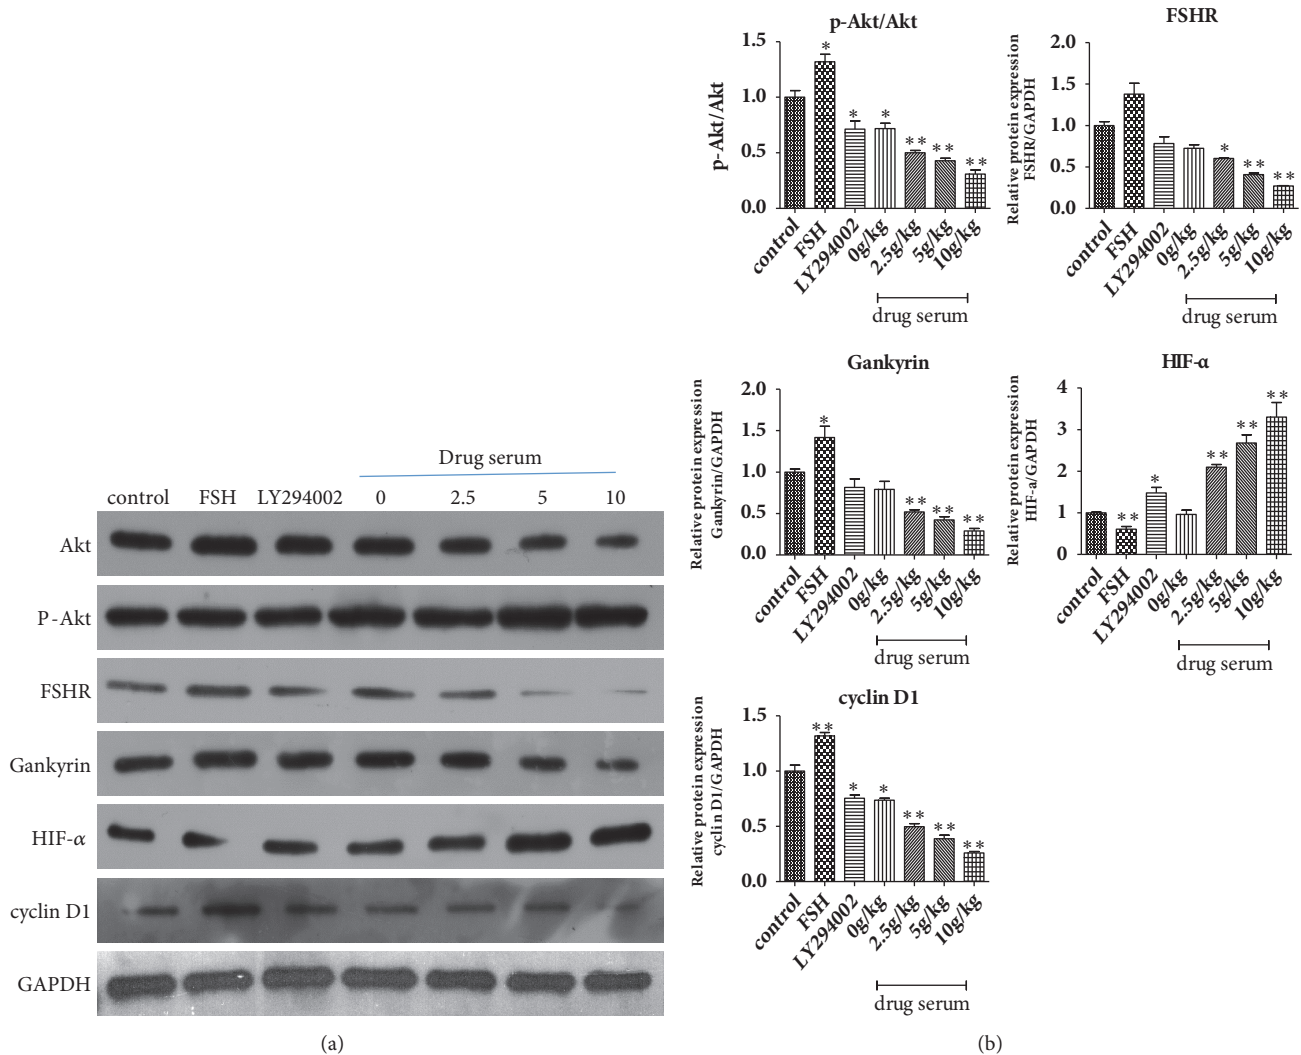 Drug serum
control FSH LY294002 0 2.5 5 10
Akt
P-Akt
FSHR
Gankyrin
HIF-α
cyclin D1
GAPDH
(a)
p-Akt/Akt
p-Akt/Akt
1.5
1.0
0.5
0.0
*
*
*
**
**
**
control
FSH
LY294002
0g/kg
2.5g/kg
5g/kg
10g/kg
drug serum
FSHR
Relative protein expression
FSHR/GAPDH
2.0
1.5
1.0
0.5
0.0
*
**
**
control
FSH
LY294002
0g/kg
2.5g/kg
5g/kg
10g/kg
drug serum
Gankyrin
Relative protein expression
Gankyrin/GAPDH
2.0
1.5
1.0
0.5
0.0
*
**
**
**
control
FSH
LY294002
0g/kg
2.5g/kg
5g/kg
10g/kg
drug serum
HIF-α
Relative protein expression
HIF-a/GAPDH
4
3
2
1
0
**
*
**
**
**
control
FSH
LY294002
0g/kg
2.5g/kg
5g/kg
10g/kg
drug serum
cyclin D1
Relative protein expression
cyclin D1/GAPDH
1.5
1.0
0.5
0.0
**
*
*
**
**
**
control
FSH
LY294002
0g/kg
2.5g/kg
5g/kg
10g/kg
drug serum
(b)